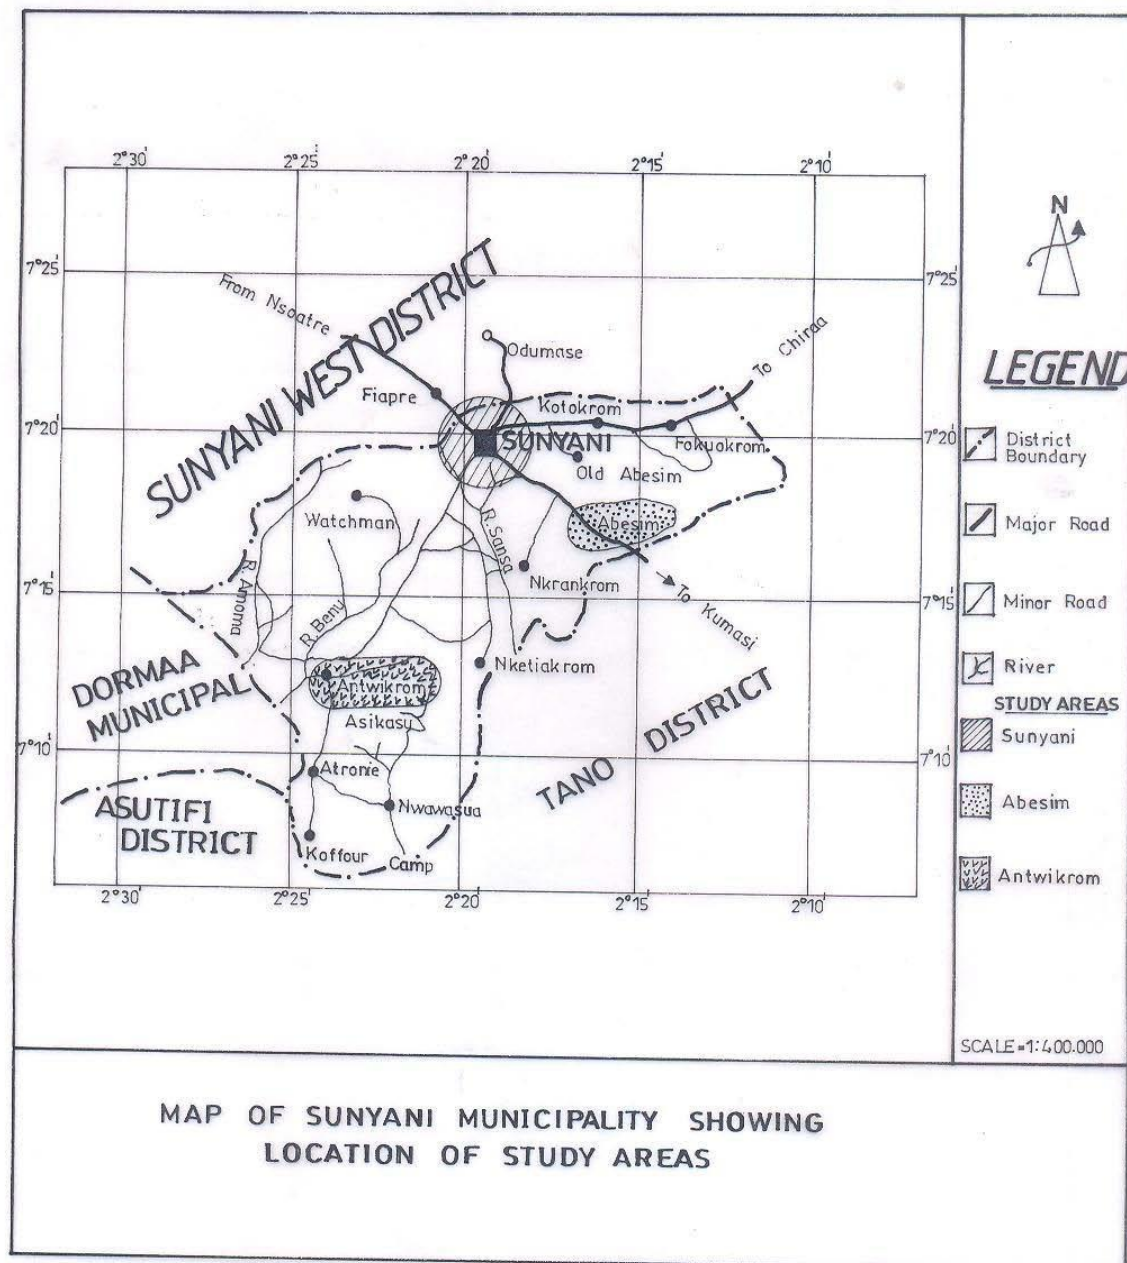 2°30' 2°25' 2°20' 2°15' 2°10'
N
7°25' 7°25'
From Nsoatre
SUNYANI WEST DISTRICT
Odumase
To Chiraa
LEGEND
Fiapre
Kotokrom
7°20' 7°20'
SUNYANI
Fokuokrom
Old Abesim
District
Boundary
Watchman
R. Sansa
Abesim
Major Road
R. Amoma
Nkrankrom
7°15' 7°15'
To Kumasi
Minor Road
R. Benu
Nketiakrom
DORMAA
MUNICIPAL
Antwikrom
River
STUDY AREAS
Asikasu
Sunyani
7°10' 7°10'
Atronie
TANO DISTRICT
ASUTIFI
DISTRICT
Nwawasua
Abesim
Koffour
Camp
Antwikrom
2°30' 2°25' 2°20' 2°15' 2°10'
SCALE=1:400.000
MAP OF SUNYANI MUNICIPALITY SHOWING
LOCATION OF STUDY AREAS